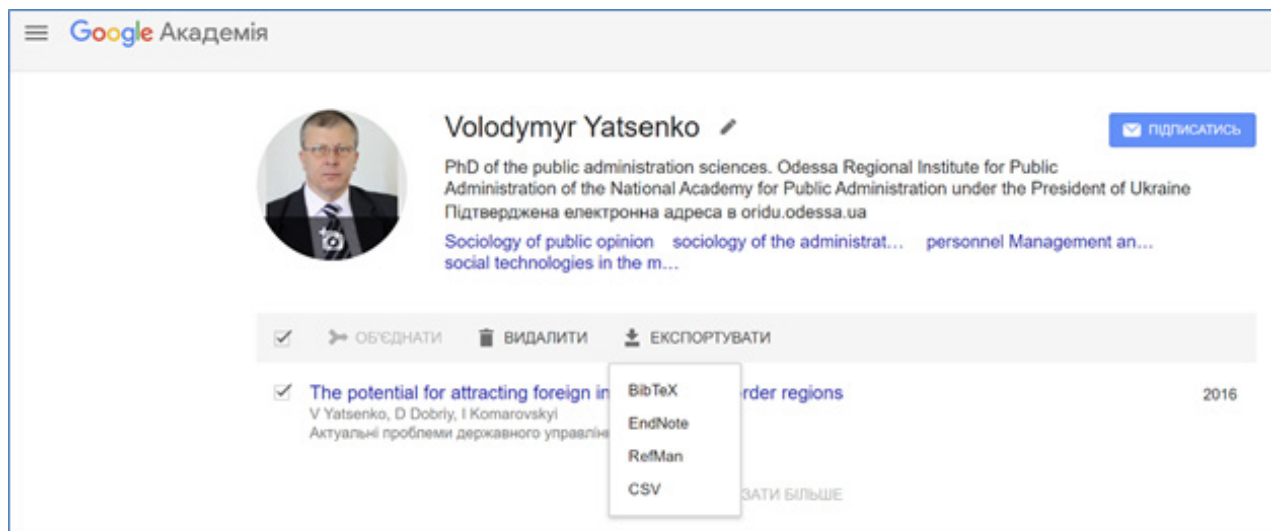 Google Академія
Volodymyr Yatsenko
ПІДПИСАТИСЬ
PhD of the public administration sciences. Odessa Regional Institute for Public
Administration of the National Academy for Public Administration under the President of Ukraine
Підтверджена електронна адреса в oridu.odessa.ua
Sociology of public opinion sociology of the administrat... personnel Management an...
social technologies in the m...
ОБ'ЄДНАТИ ВИДАЛИТИ ЕКСПОРТУВАТИ
The potential for attracting foreign in rder regions 2016
V Yatsenko, D Dobriy, I Komarovskyi
Актуальні проблеми державного управлін
BibTeX
EndNote
RefMan
CSV
ЗАТИ БІЛЬШЕ